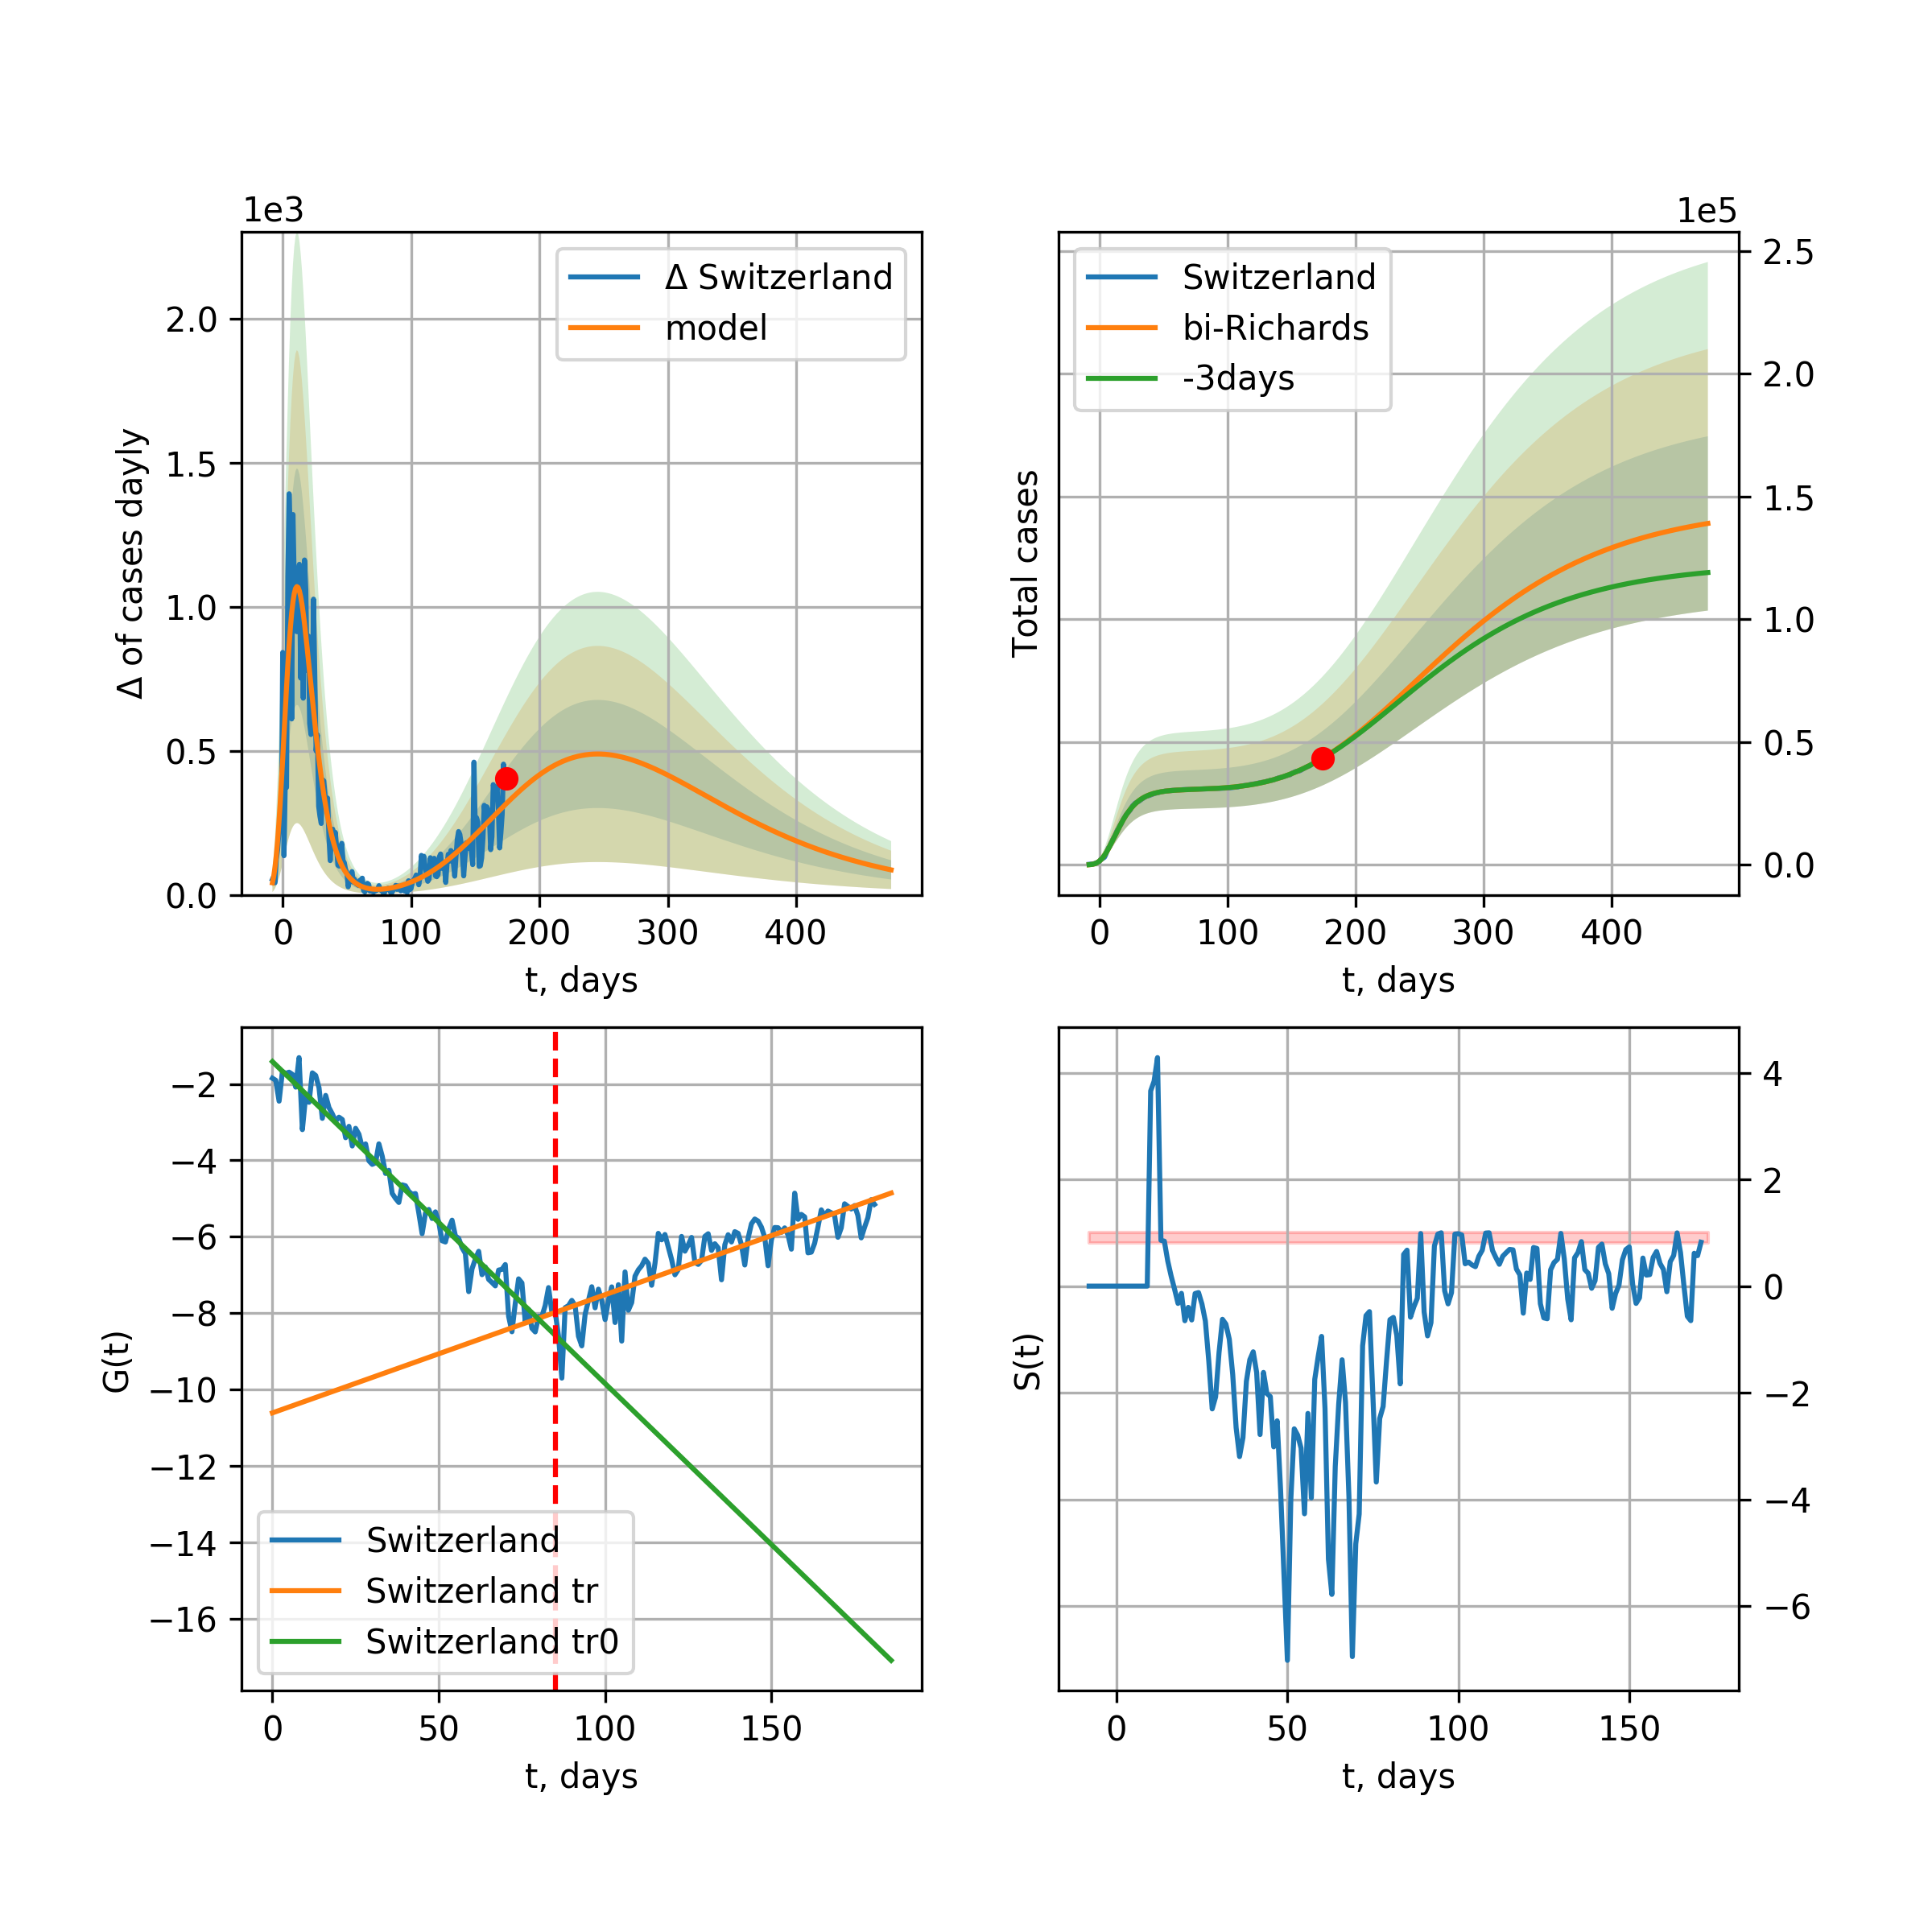 1e3
Δ of cases dayly
2.0
1.5
1.0
0.5
0.0
0 100 200 300 400
t, days
Δ Switzerland
model
1e5
Total cases
2.5
2.0
1.5
1.0
0.5
0.0
0 100 200 300 400
t, days
Switzerland
bi-Richards
-3days
G(t)
−2
−4
−6
−8
−10
−12
−14
−16
0 50 100 150
t, days
Switzerland
Switzerland tr
Switzerland tr0
S(t)
4
2
0
−2
−4
−6
0 50 100 150
t, days